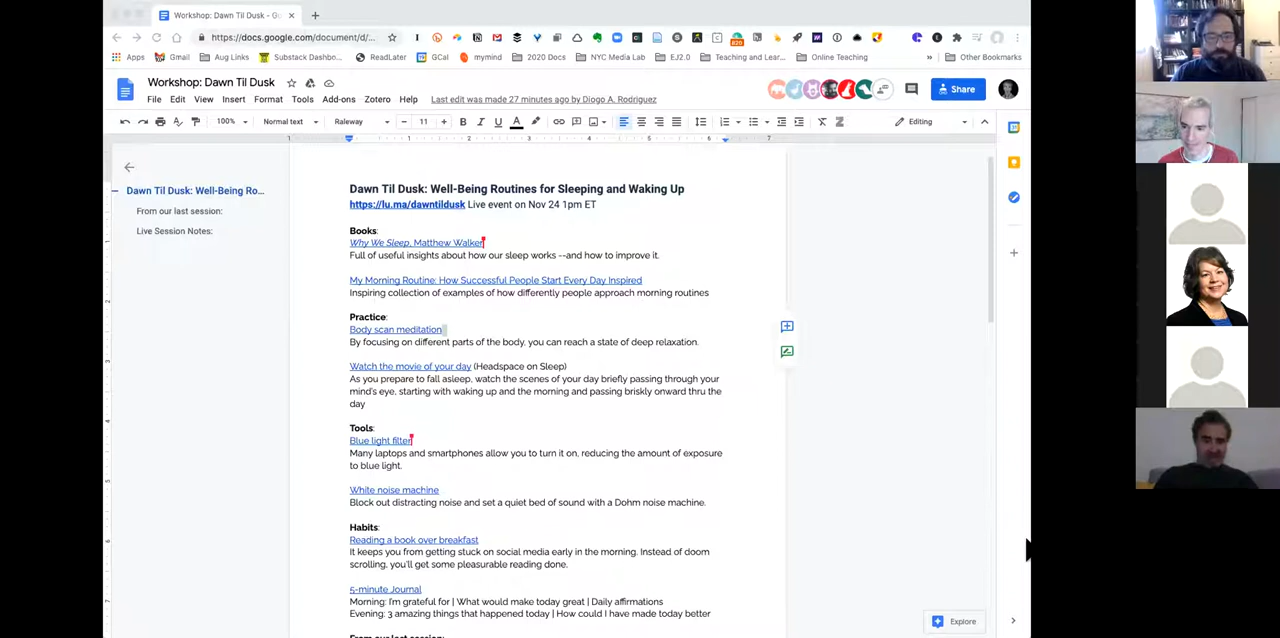 Workshop: Dawn Til Dusk - G
https://docs.google.com/document/d/...
820
Apps Gmail Aug Links Substack Dashbo... ReadLater GCal mymind 2020 Docs NYC Media Lab EJ2.0 Teaching and Lear... Online Teaching » Other Bookmarks
Workshop: Dawn Til Dusk
File Edit View Insert Format Tools Add-ons Zotero Help Last edit was made 27 minutes ago by Diogo A. Rodriguez
Share
100% Normal text Raleway 11 Editing
1 1 2 3 4 5 6 7
Dawn Til Dusk: Well-Being Ro...
From our last session:
Live Session Notes:
Dawn Til Dusk: Well-Being Routines for Sleeping and Waking Up
https://lu.ma/dawntildusk Live event on Nov 24 1pm ET
Books:
Why We Sleep, Matthew Walker
Full of useful insights about how our sleep works --and how to improve it.
My Morning Routine: How Successful People Start Every Day Inspired
Inspiring collection of examples of how differently people approach morning routines
Practice:
Body scan meditation
By focusing on different parts of the body, you can reach a state of deep relaxation.
Watch the movie of your day (Headspace on Sleep)
As you prepare to fall asleep, watch the scenes of your day briefly passing through your
mind's eye, starting with waking up and the morning and passing briskly onward thru the
day
Tools:
Blue light filter
Many laptops and smartphones allow you to turn it on, reducing the amount of exposure
to blue light.
White noise machine
Block out distracting noise and set a quiet bed of sound with a Dohm noise machine.
Habits:
Reading a book over breakfast
It keeps you from getting stuck on social media early in the morning. Instead of doom
scrolling, you'll get some pleasurable reading done.
5-minute Journal
Morning: I'm grateful for | What would make today great | Daily affirmations
Evening: 3 amazing things that happened today | How could I have made today better
From our last session:
Explore